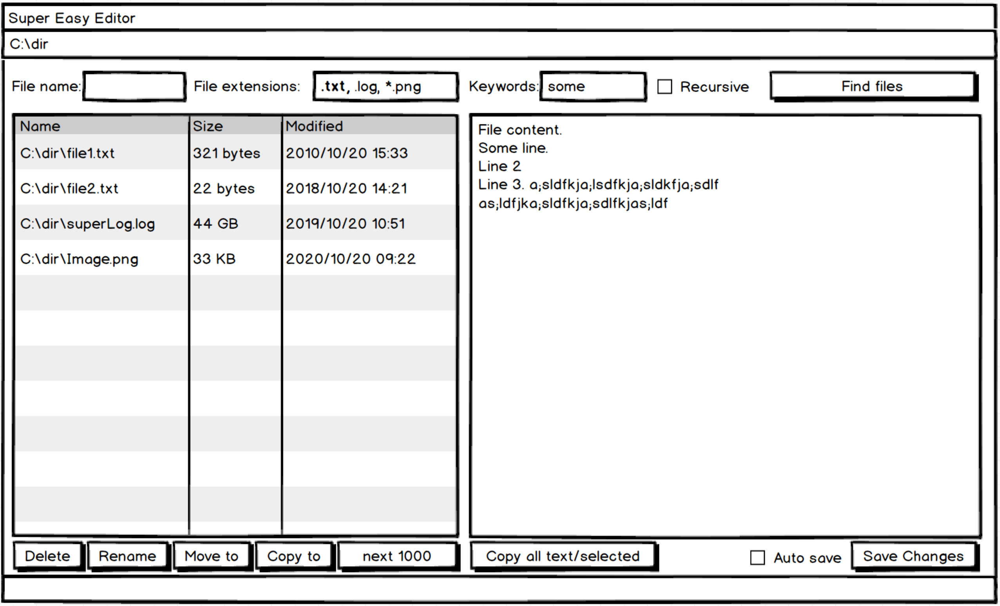 Super Easy Editor
C:\dir
File name: File extensions: .txt, .log, *.png Keywords: some Recursive Find files
Name Size Modified
C:\dir\file1.txt 321 bytes 2010/10/20 15:33
C:\dir\file2.txt 22 bytes 2018/10/20 14:21
C:\dir\superLog.log 44 GB 2019/10/20 10:51
C:\dir\Image.png 33 KB 2020/10/20 09:22
File content.
Some line.
Line 2
Line 3. a;sldfkja;lsdfkja;sldkfja;sdlf
as;ldfjka;sldfkja;sdlfkjas;ldf
Delete Rename Move to Copy to next 1000 Copy all text/selected Auto save Save Changes